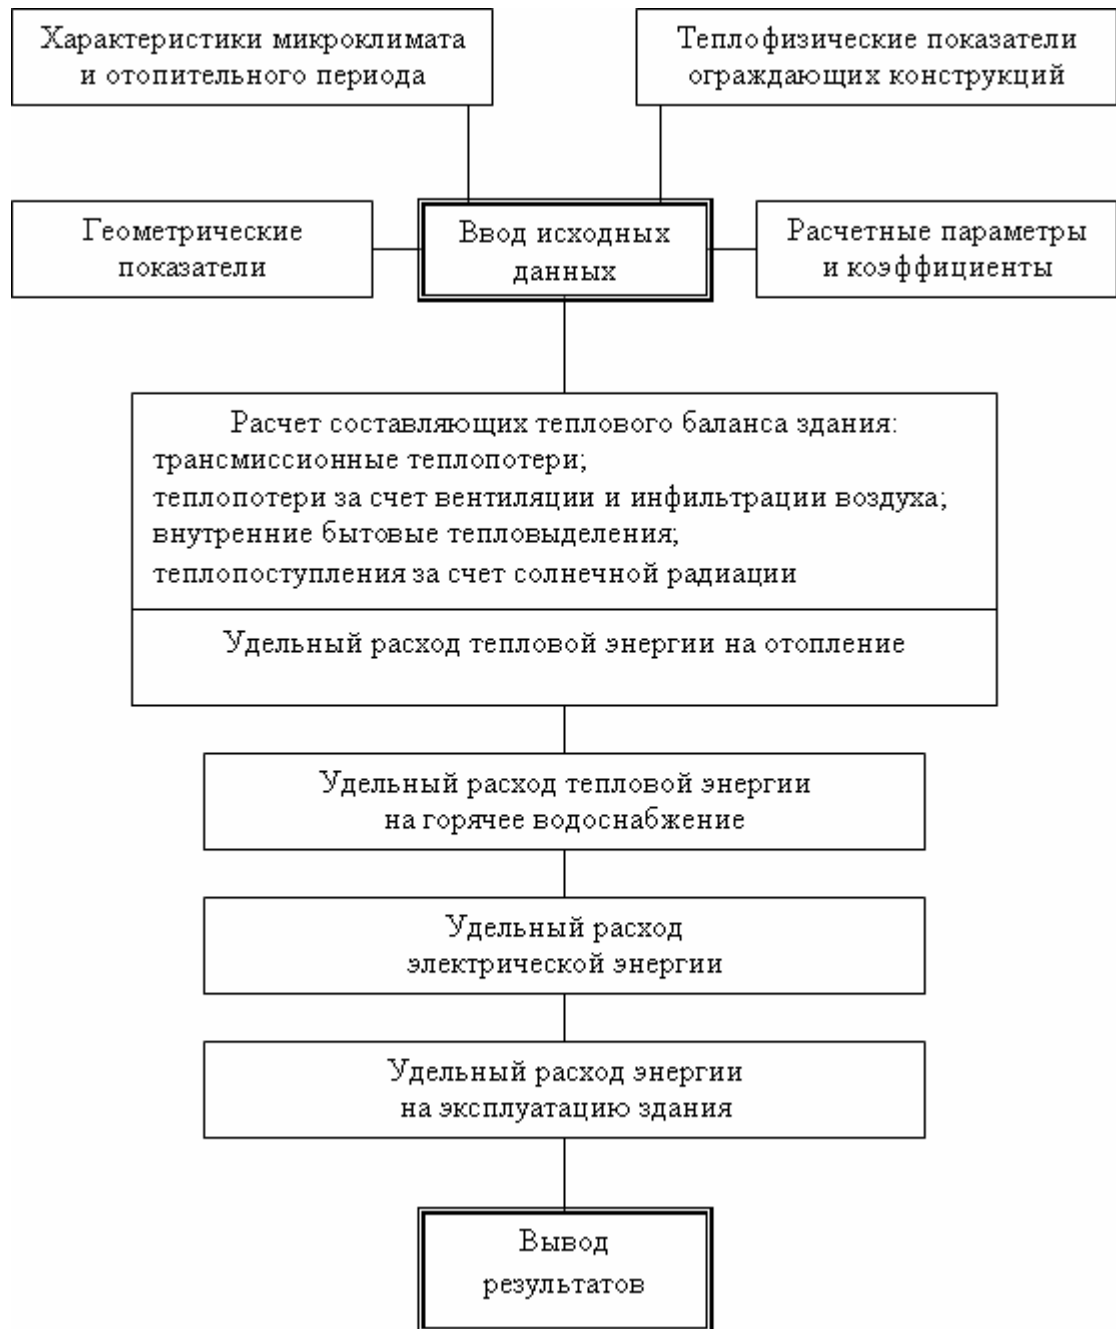 Характеристики микроклимата
и отопительного периода
Теплофизические показатели
ограждающих конструкций
Геометрические
показатели
Ввод исходных
данных
Расчетные параметры
и коэффициенты
Расчет составляющих теплового баланса здания:
трансмиссионные теплопотери;
теплопотери за счет вентиляции и инфильтрации воздуха;
внутренние бытовые тепловыделения;
теплопоступления за счет солнечной радиации
Удельный расход тепловой энергии на отопление
Удельный расход тепловой энергии
на горячее водоснабжение
Удельный расход
электрической энергии
Удельный расход энергии
на эксплуатацию здания
Вывод
результатов